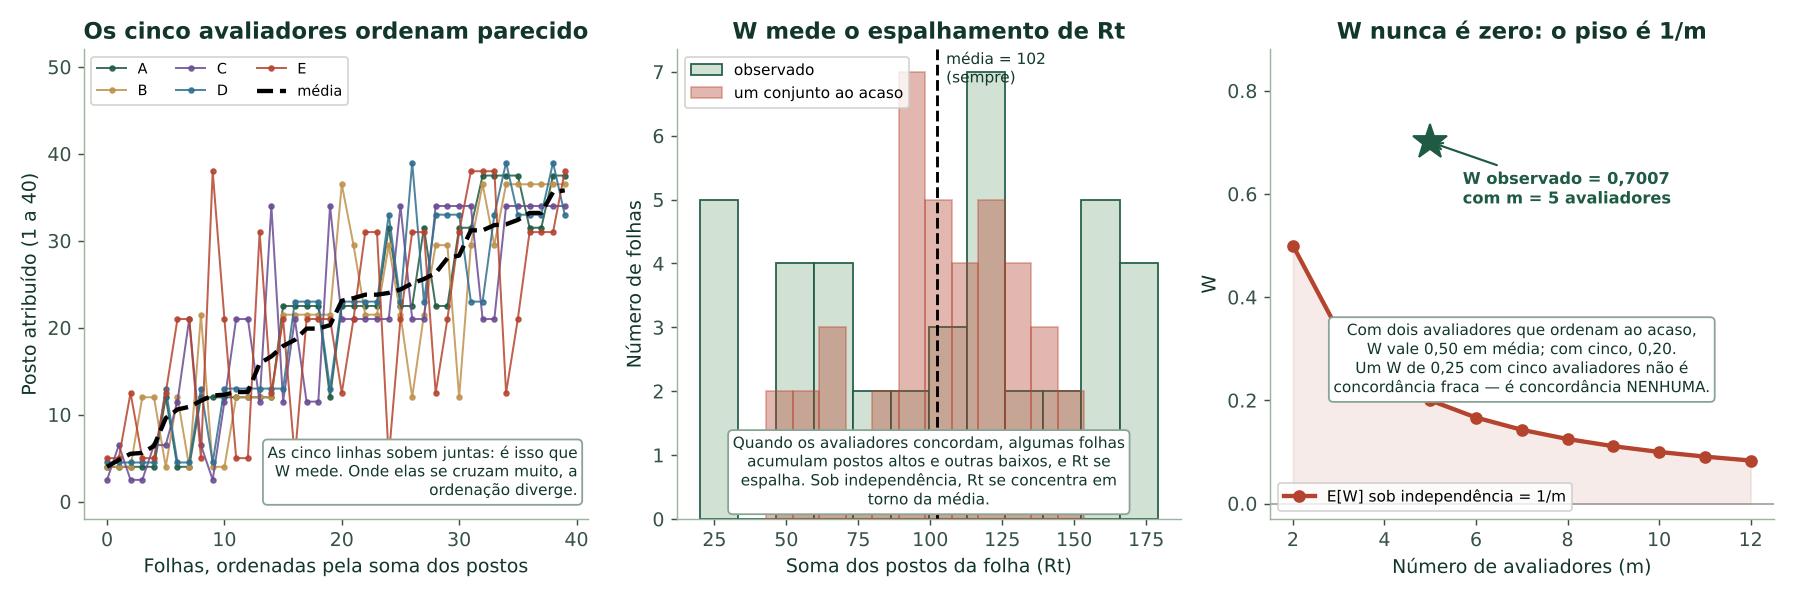 Os cinco avaliadores ordenam parecido
A
C
E
B
D
média
50
40
30
20
10
0
Posto atribuído (1 a 40)
As cinco linhas sobem juntas: é isso que
W mede. Onde elas se cruzam muito, a
ordenação diverge.
0
10
20
30
40
Folhas, ordenadas pela soma dos postos
W mede o espalhamento de Rt
observado
um conjunto ao acaso
média = 102
(sempre)
7
6
5
4
3
2
1
0
Número de folhas
Quando os avaliadores concordam, algumas folhas
acumulam postos altos e outras baixos, e Rt se
espalha. Sob independência, Rt se concentra em
torno da média.
25
50
75
100
125
150
175
Soma dos postos da folha (Rt)
W nunca é zero: o piso é 1/m
0.8
0.6
0.4
0.2
0.0
W
W observado = 0,7007
com m = 5 avaliadores
Com dois avaliadores que ordenam ao acaso,
W vale 0,50 em média; com cinco, 0,20.
Um W de 0,25 com cinco avaliadores não é
concordância fraca — é concordância NENHUMA.
E[W] sob independência = 1/m
2
4
6
8
10
12
Número de avaliadores (m)